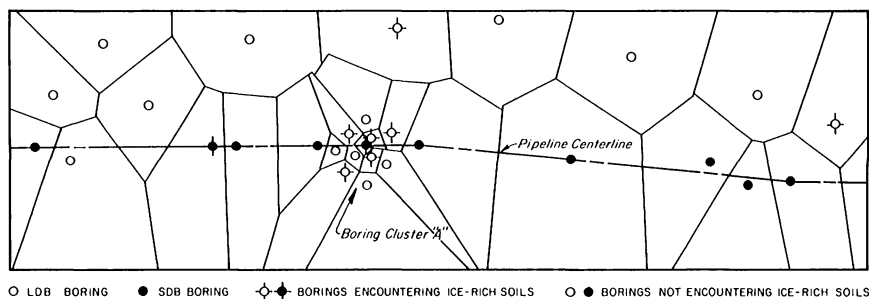 Pipeline Centerline
Boring Cluster "A"
LDB BORING SDB BORING BORINGS ENCOUNTERING ICE-RICH SOILS BORINGS NOT ENCOUNTERING ICE-RICH SOILS